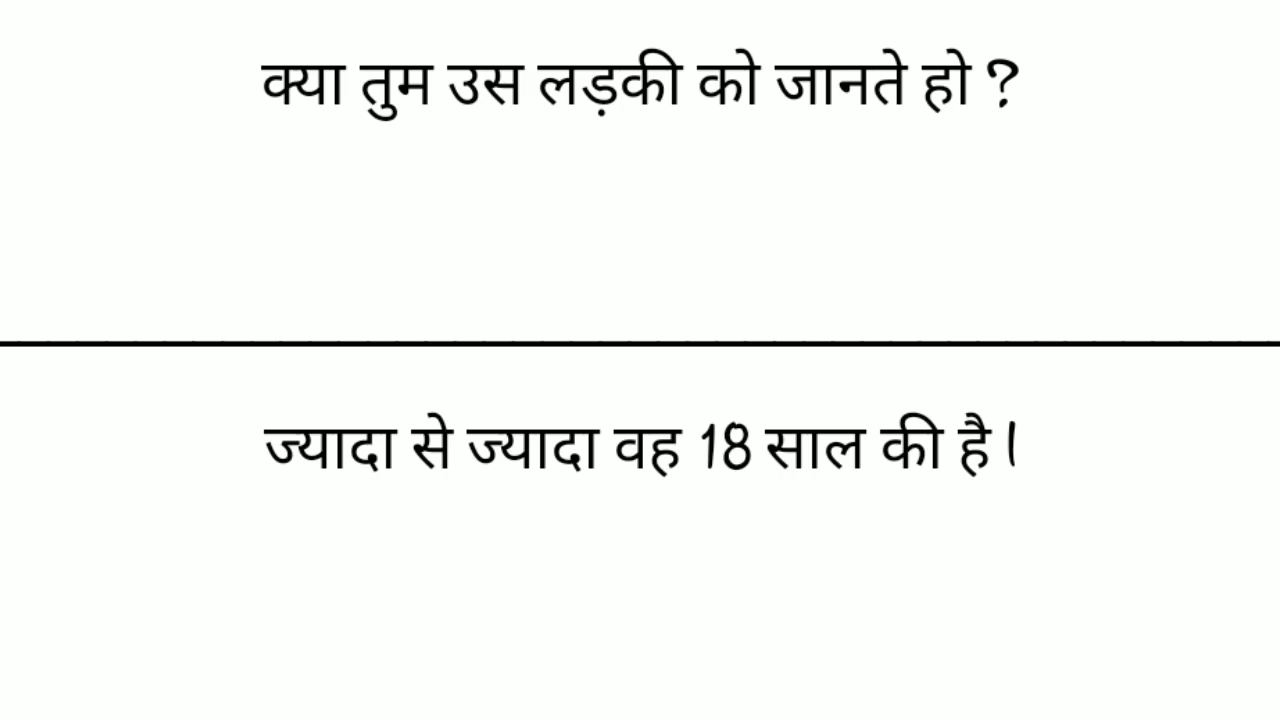 क्या तुम उस लड़की को जानते हो ?
ज्यादा से ज्यादा वह 18 साल की है ।